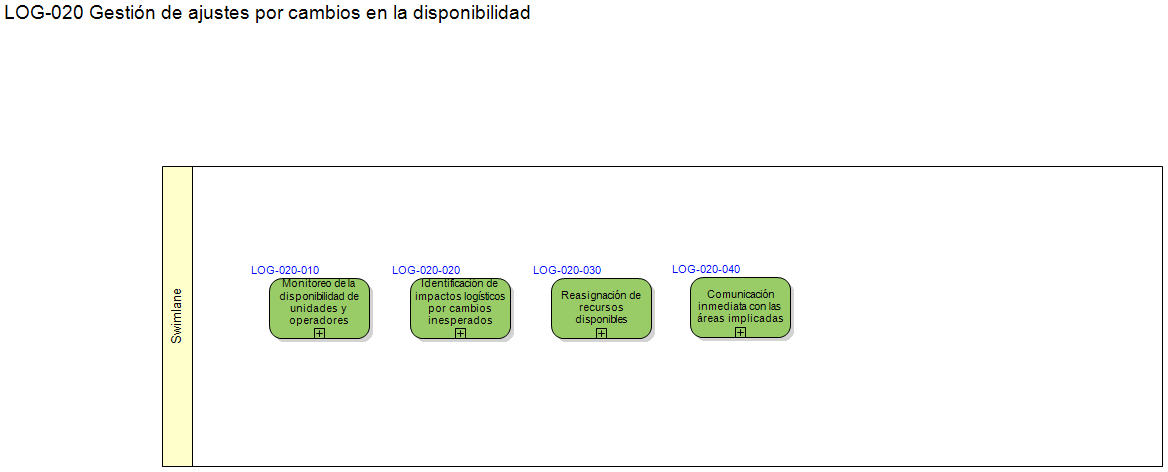 LOG-020 Gestión de ajustes por cambios en la disponibilidad
Swimlane
LOG-020-010
Monitoreo de la
disponibilidad de
unidades y
operadores
LOG-020-020
Identificación de
impactos logísticos
por cambios
inesperados
LOG-020-030
Reasignación de
recursos
disponibles
LOG-020-040
Comunicación
inmediata con las
áreas implicadas